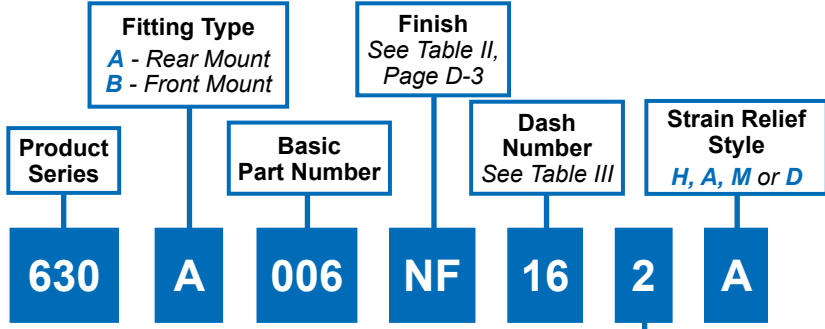 Fitting Type
A - Rear Mount
B - Front Mount
Finish
See Table II,
Page D-3
Product
Series
Basic
Part Number
Dash
Number
See Table III
Strain Relief
Style
H, A, M or D
630 A 006 NF 16 2 A